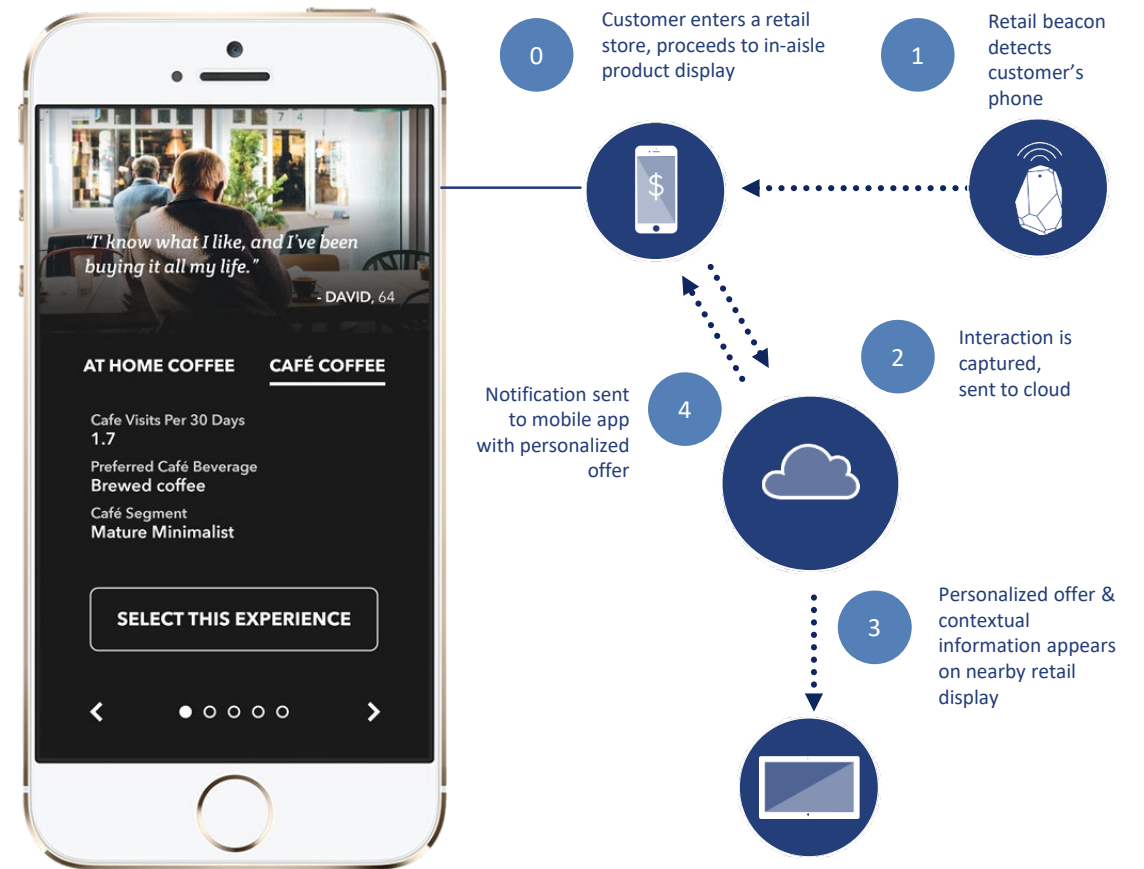 "I' know what I like, and I've been
buying it all my life."
- DAVID, 64
AT HOME COFFEE
CAFÉ COFFEE
Cafe Visits Per 30 Days
1.7
Preferred Café Beverage
Brewed coffee
Café Segment
Mature Minimalist
SELECT THIS EXPERIENCE
0
Customer enters a retail
store, proceeds to in-aisle
product display
1
Retail beacon
detects
customer's
phone
$
2
Interaction is
captured,
sent to cloud
4
Notification sent
to mobile app
with personalized
offer
3
Personalized offer &
contextual
information appears
on nearby retail
display